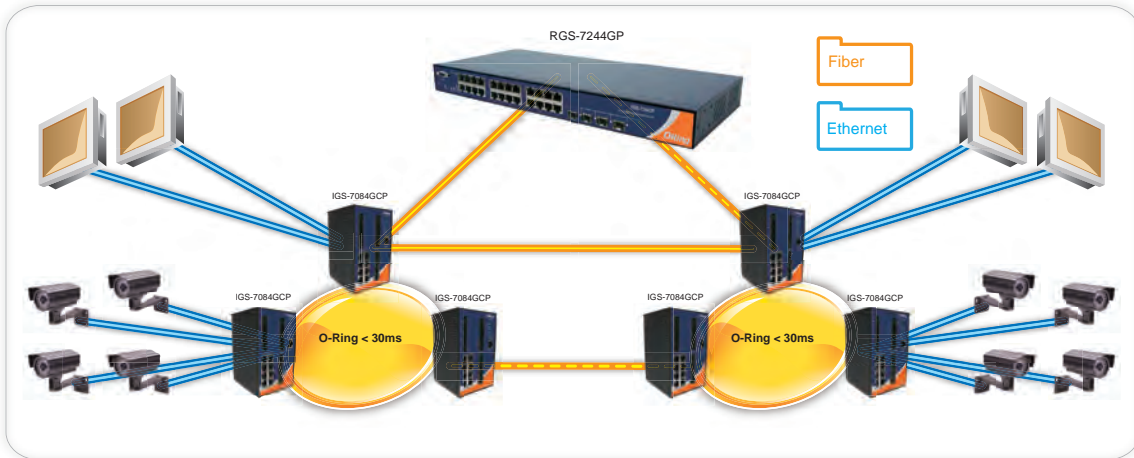 RGS-7244GP
Fiber
Ethernet
ORing
IGS-7084GCP
IGS-7084GCP
IGS-7084GCP
IGS-7084GCP
IGS-7084GCP
IGS-7084GCP
O-Ring < 30ms
O-Ring < 30ms